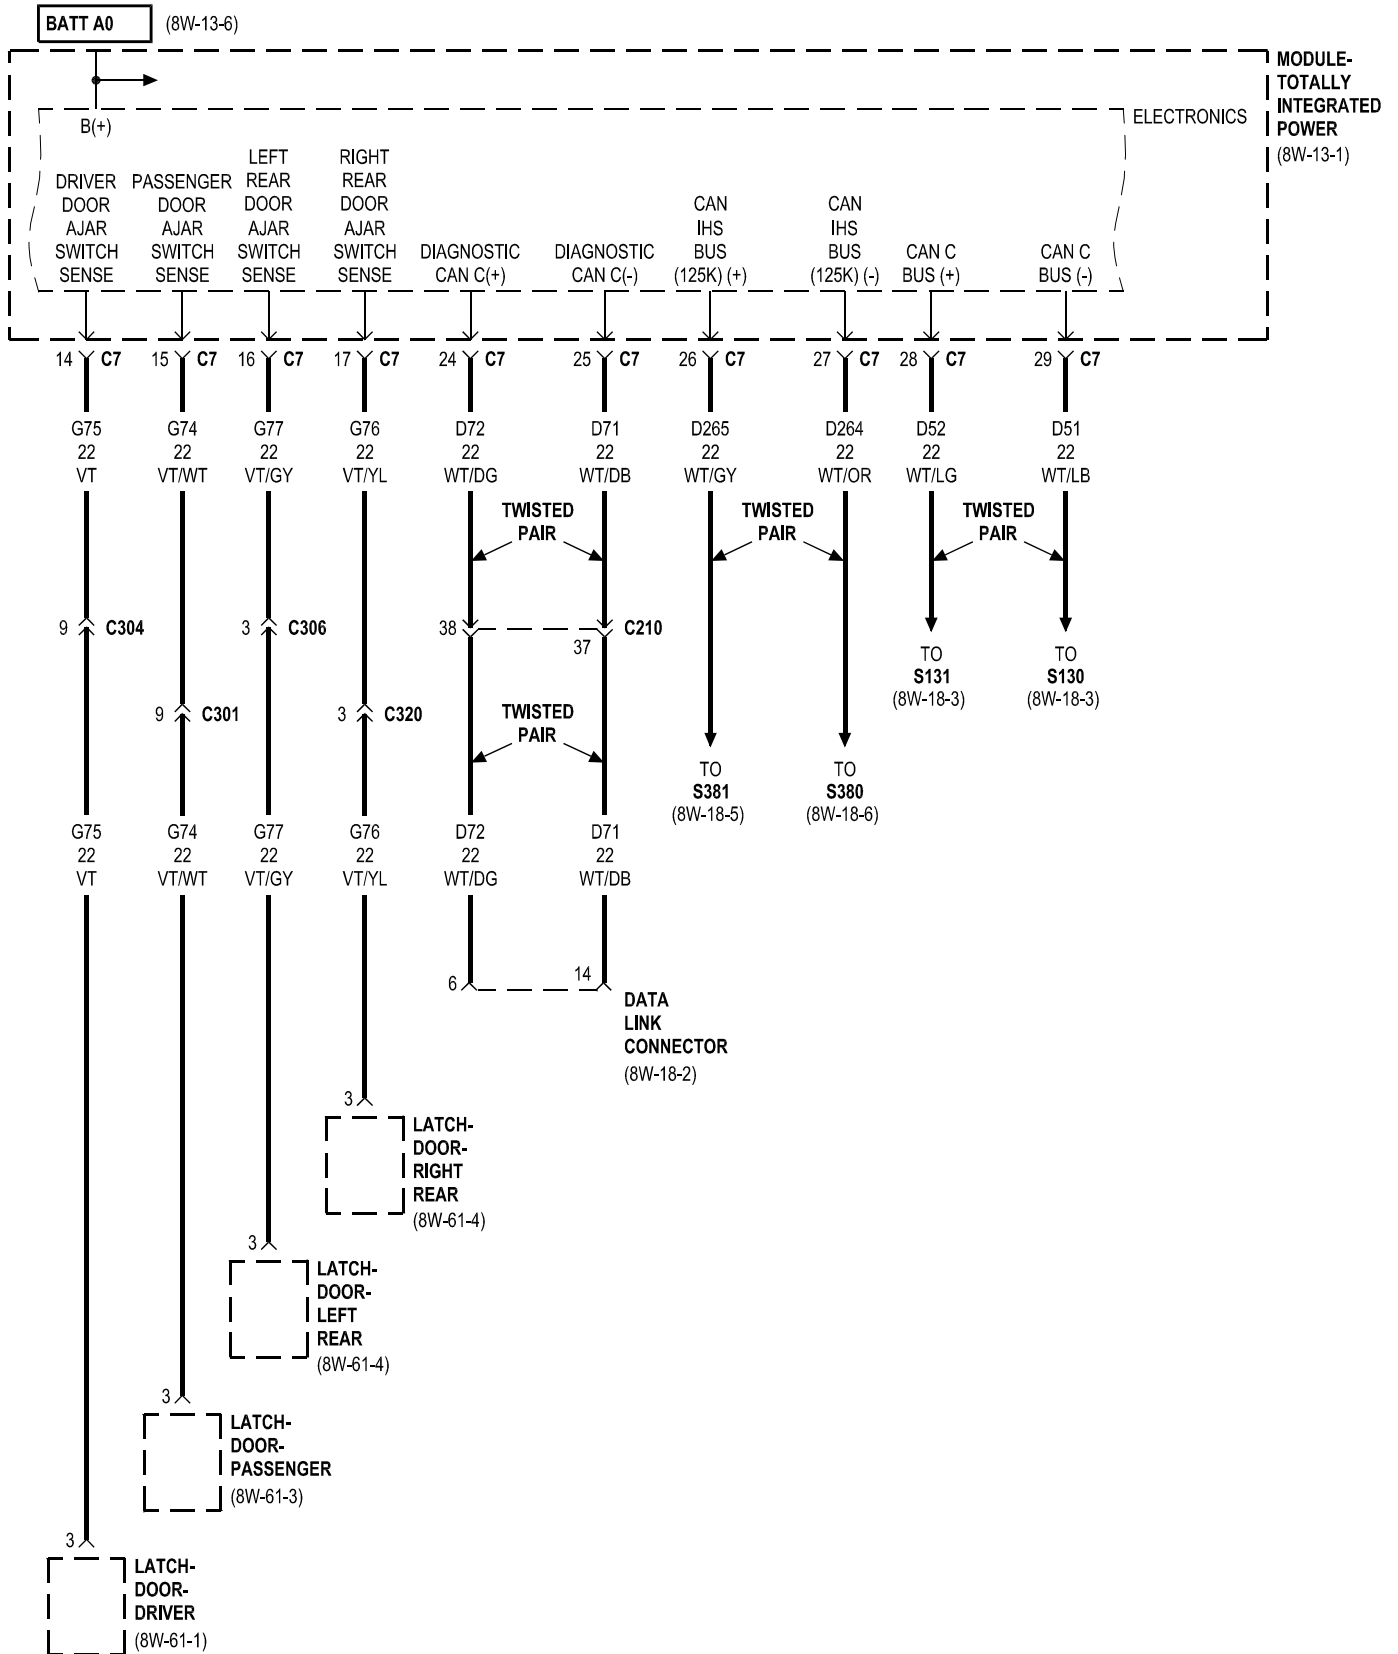 BATT A0 (8W-13-6)
MODULE-
TOTALLY
INTEGRATED
POWER
(8W-13-1)
ELECTRONICS
B(+)
DRIVER
DOOR
AJAR
SWITCH
SENSE
PASSENGER
DOOR
AJAR
SWITCH
SENSE
LEFT
REAR
DOOR
AJAR
SWITCH
SENSE
RIGHT
REAR
DOOR
AJAR
SWITCH
SENSE
DIAGNOSTIC
CAN C(+)
DIAGNOSTIC
CAN C(-)
CAN
IHS
BUS
(125K) (+)
CAN
IHS
BUS
(125K) (-)
CAN C
BUS (+)
CAN C
BUS (-)
14 C7 15 C7 16 C7 17 C7 24 C7 25 C7 26 C7 27 C7 28 C7 29 C7
G75 G74 G77 G76 D72 D71 D265 D264 D52 D51
22 22 22 22 22 22 22 22 22 22
VT VT/WT VT/GY VT/YL WT/DG WT/DB WT/GY WT/OR WT/LG WT/LB
TWISTED
PAIR
TWISTED
PAIR
TWISTED
PAIR
9 C304
3 C306
38 37 C210
9 C301
3 C320
TO
S131
(8W-18-3)
TO
S130
(8W-18-3)
TWISTED
PAIR
TO
S381
(8W-18-5)
TO
S380
(8W-18-6)
G75 G74 G77 G76 D72 D71
22 22 22 22 22 22
VT VT/WT VT/GY VT/YL WT/DG WT/DB
6 14
DATA
LINK
CONNECTOR
(8W-18-2)
3
LATCH-
DOOR-
RIGHT
REAR
(8W-61-4)
3
LATCH-
DOOR-
LEFT
REAR
(8W-61-4)
3
LATCH-
DOOR-
PASSENGER
(8W-61-3)
3
LATCH-
DOOR-
DRIVER
(8W-61-1)